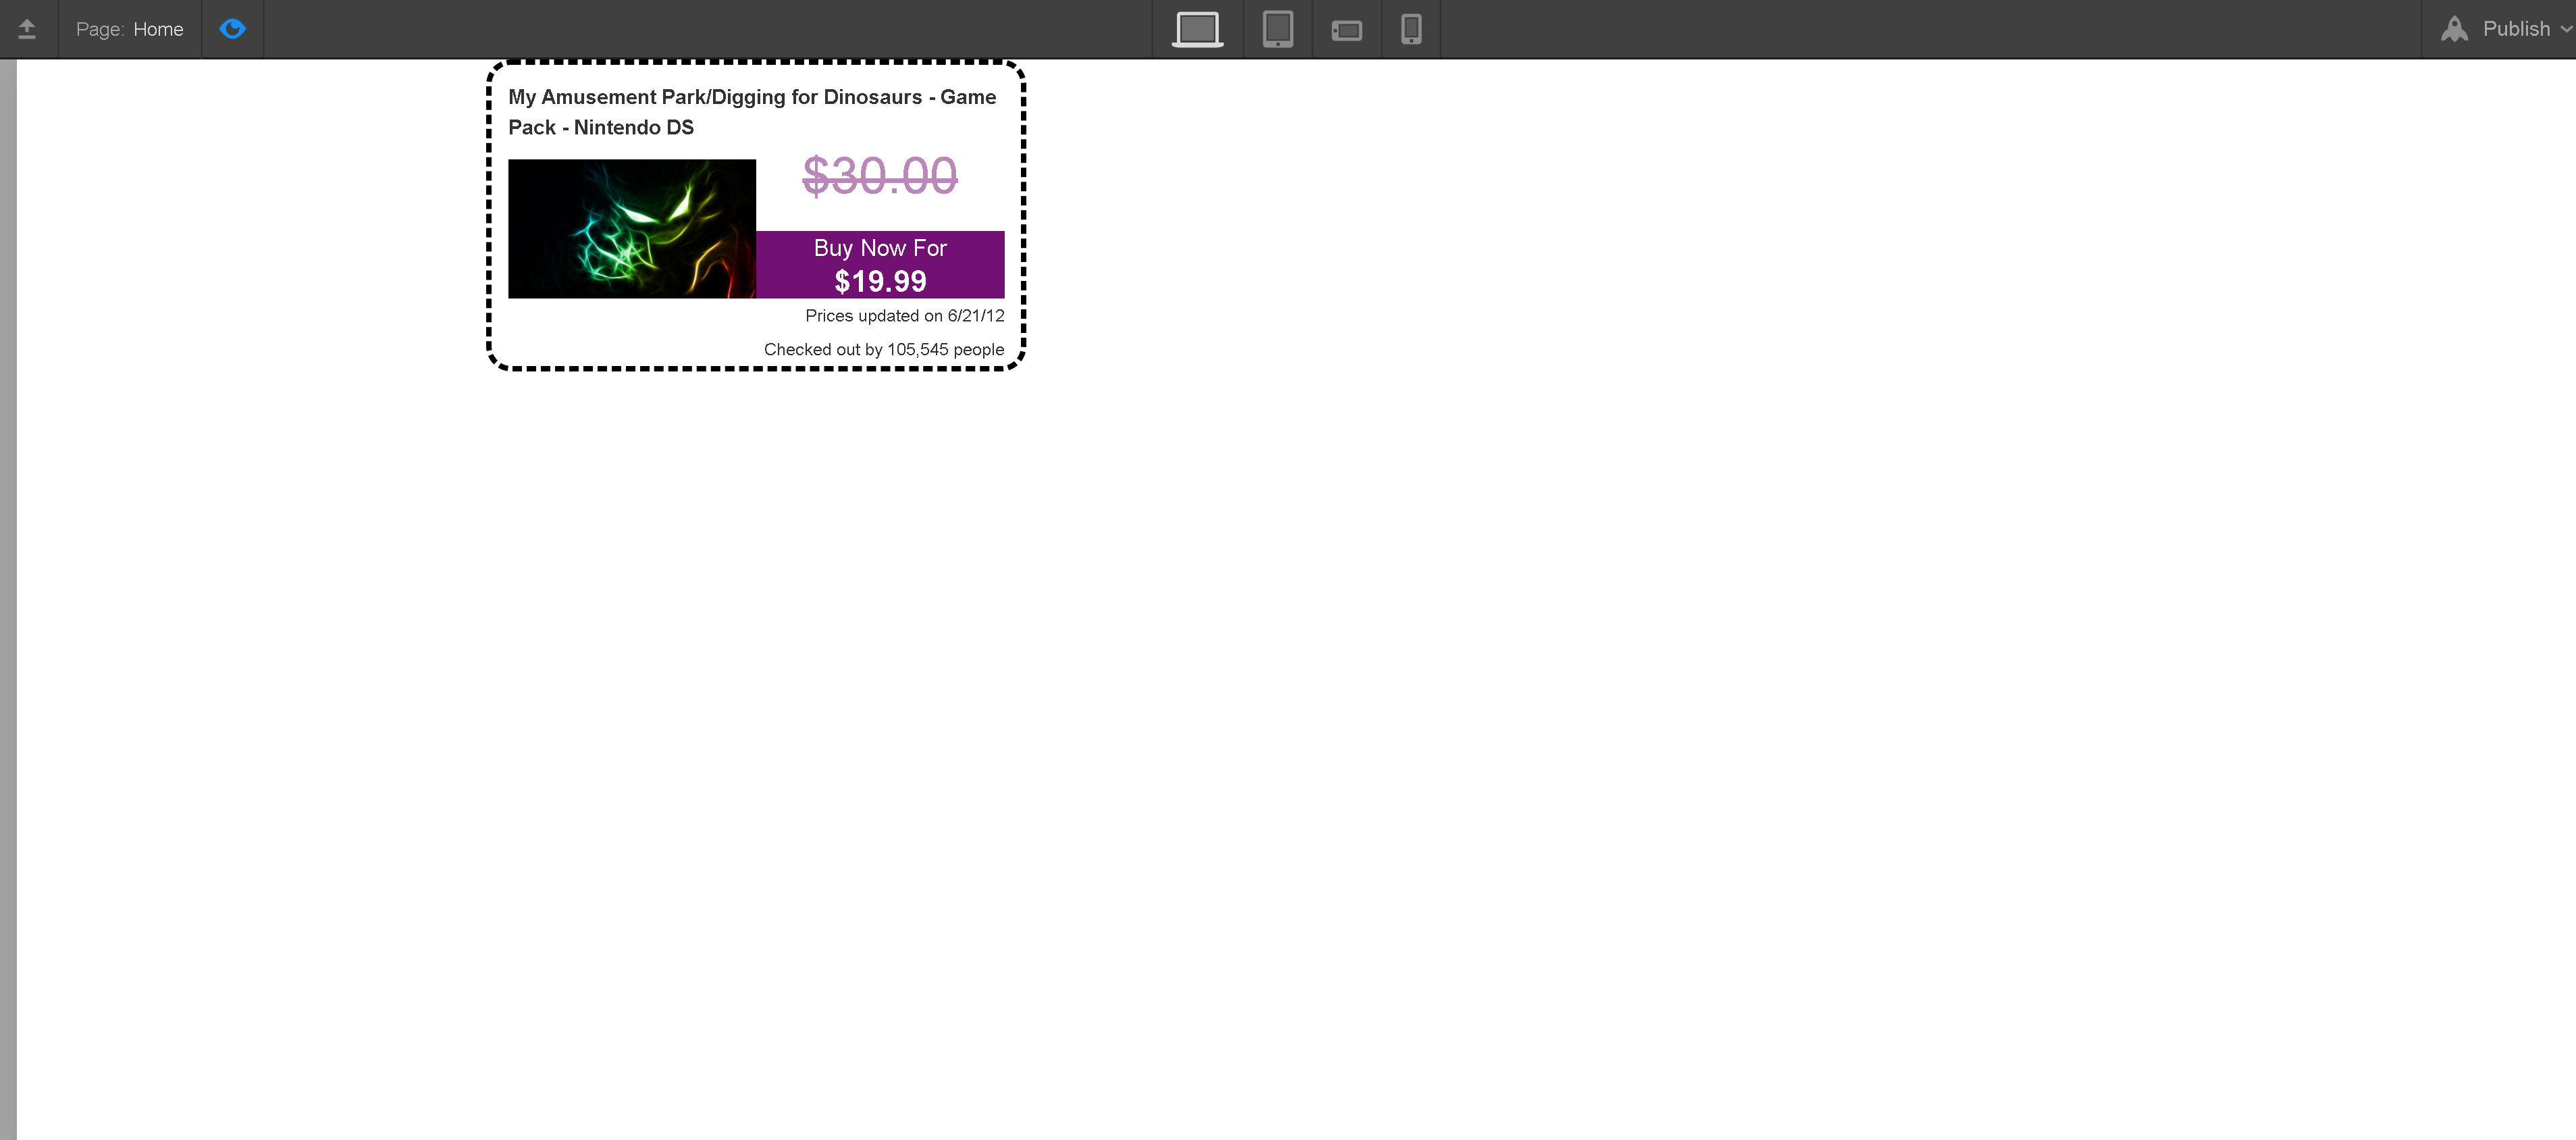 Page: Home
Publish
My Amusement Park/Digging for Dinosaurs - Game
Pack - Nintendo DS
$30.00
Buy Now For
$19.99
Prices updated on 6/21/12
Checked out by 105,545 people